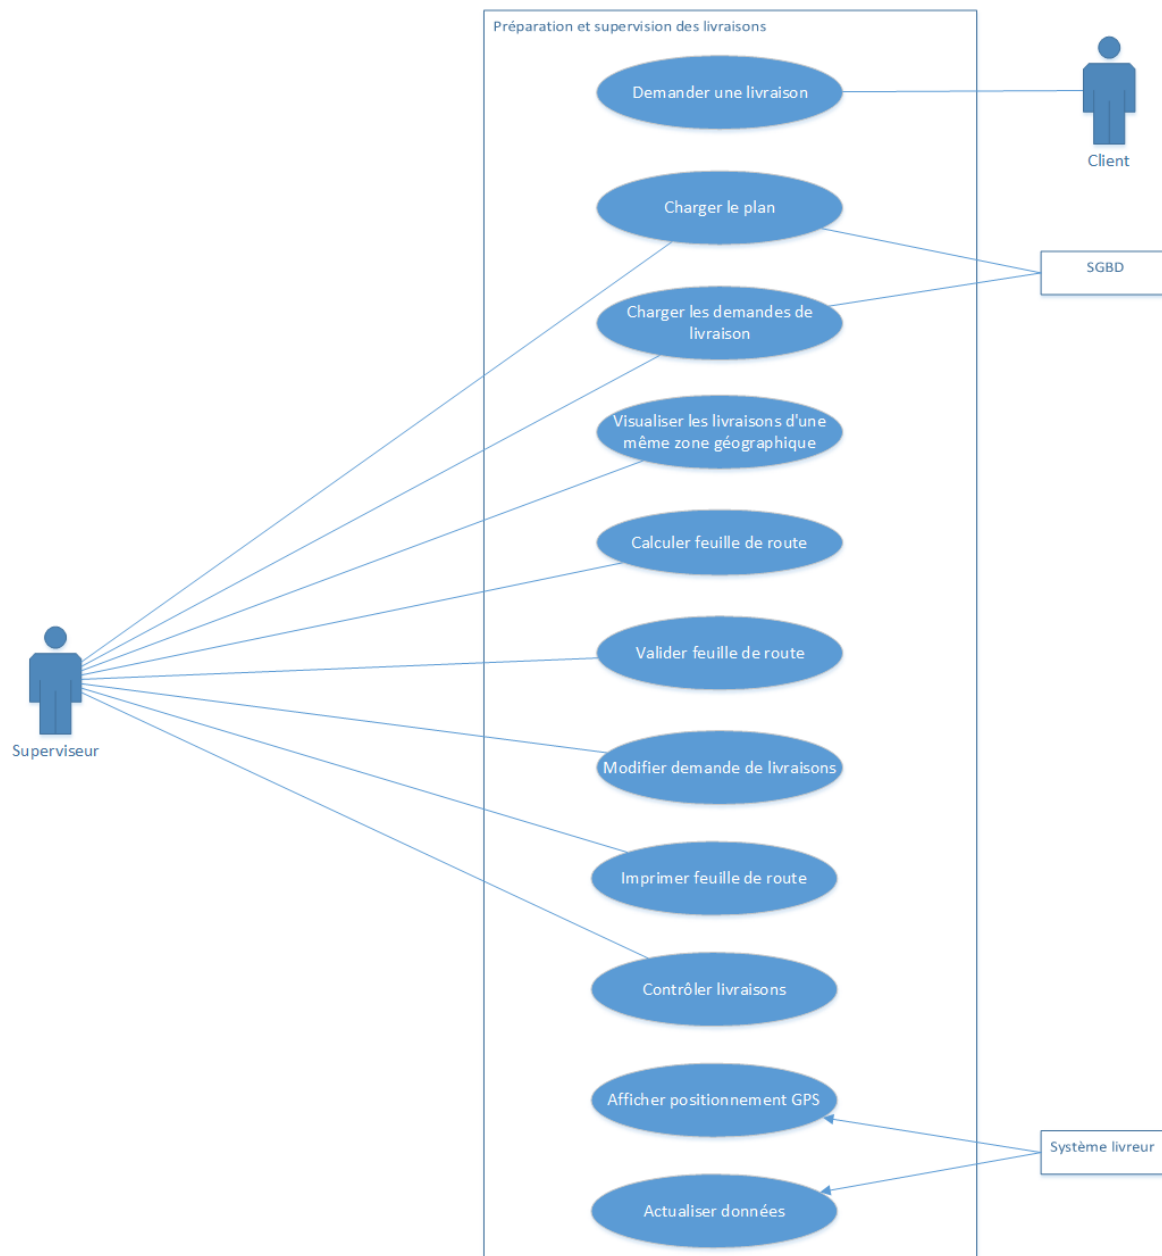 Préparation et supervision des livraisons
Demander une livraison
Client
Charger le plan
SGBD
Charger les demandes de
livraison
Visualiser les livraisons d'une
même zone géographique
Calculer feuille de route
Valider feuille de route
Superviseur
Modifier demande de livraisons
Imprimer feuille de route
Contrôler livraisons
Afficher positionnement GPS
Système livreur
Actualiser données